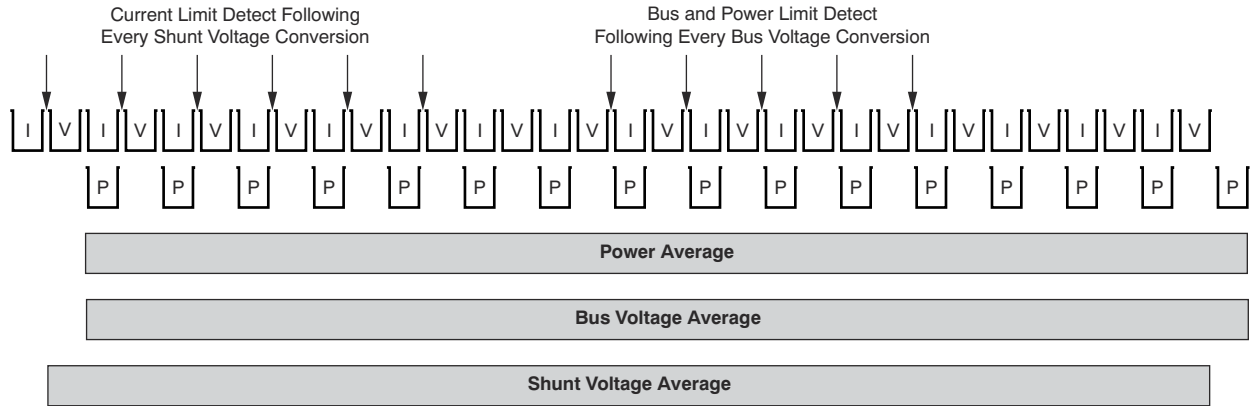 Current Limit Detect Following
Every Shunt Voltage Conversion
Bus and Power Limit Detect
Following Every Bus Voltage Conversion
I V I V I V I V I V I V I V I V I V I V I V I V I V I V I V I V
P P P P P P P P P P P P P P P P
Power Average
Bus Voltage Average
Shunt Voltage Average